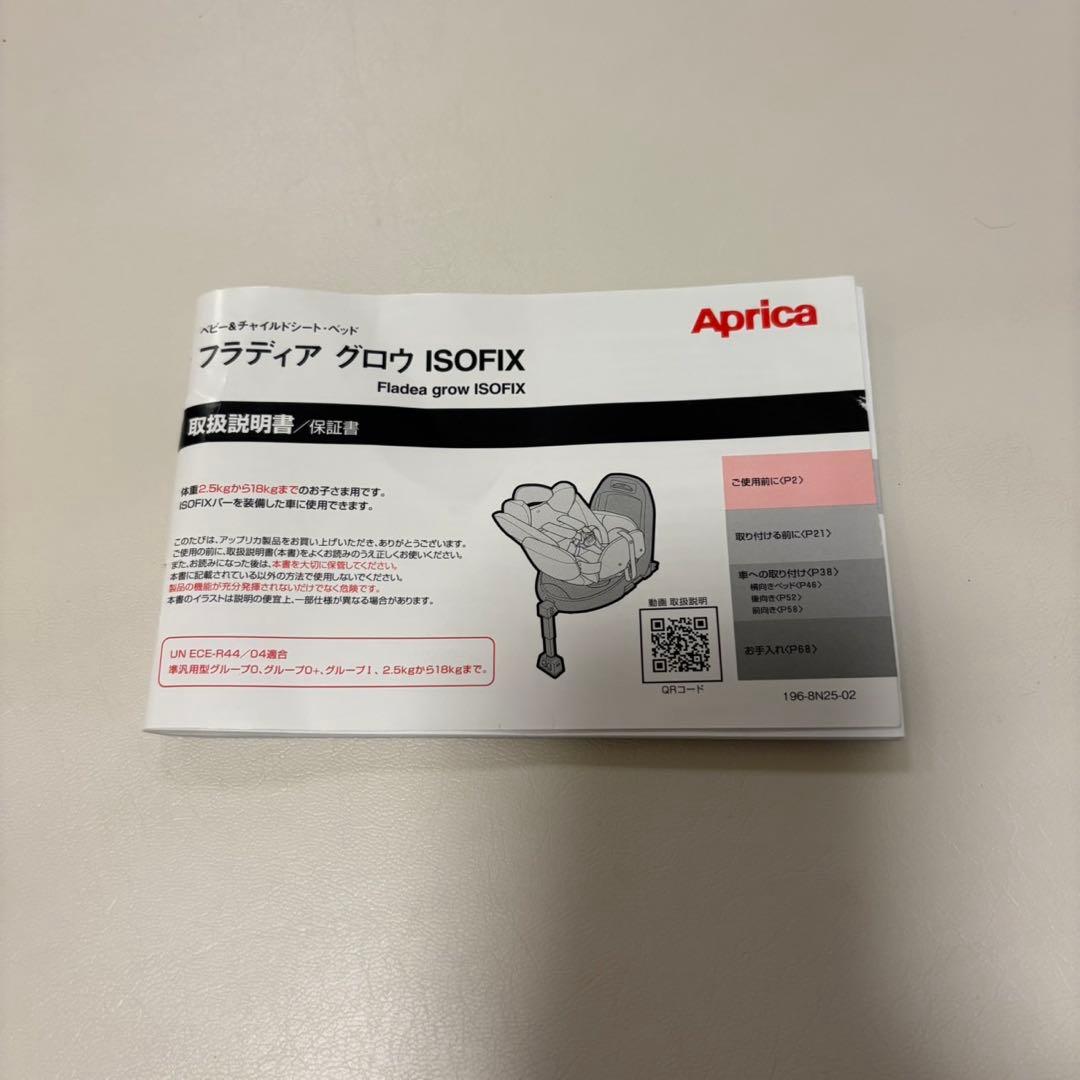 Aprica
ベビー&チャイルドシート・ベッド
フラディア グロウ ISOFIX
Fladea grow ISOFIX
取扱説明書/保証書
体重2.5kgから18kgまでのお子さま用です。
ISOFIXバーを装備した車に使用できます。
このたびは、アップリカ製品をお買い上げいただき、ありがとうございます。
ご使用の前に、取扱説明書(本書)をよくお読みのうえ正しくお使いください。
また、お読みになった後は、本書を大切に保管してください。
本書に記載されている以外の方法で使用しないでください。
製品の機能が充分発揮されないだけでなく危険です。
本書のイラストは説明の便宜上、一部仕様が異なる場合があります。
UN ECE-R44/04適合
準汎用型グループ0、グループ0+、グループⅠ、2.5kgから18kgまで。
動画 取扱説明
QRコード
ご使用前に〈P2〉
取り付ける前に〈P21〉
車への取り付け〈P38〉
横向きベッド〈P46〉
後向き〈P52〉
前向き〈P58〉
お手入れ〈P68〉
196-8N25-02